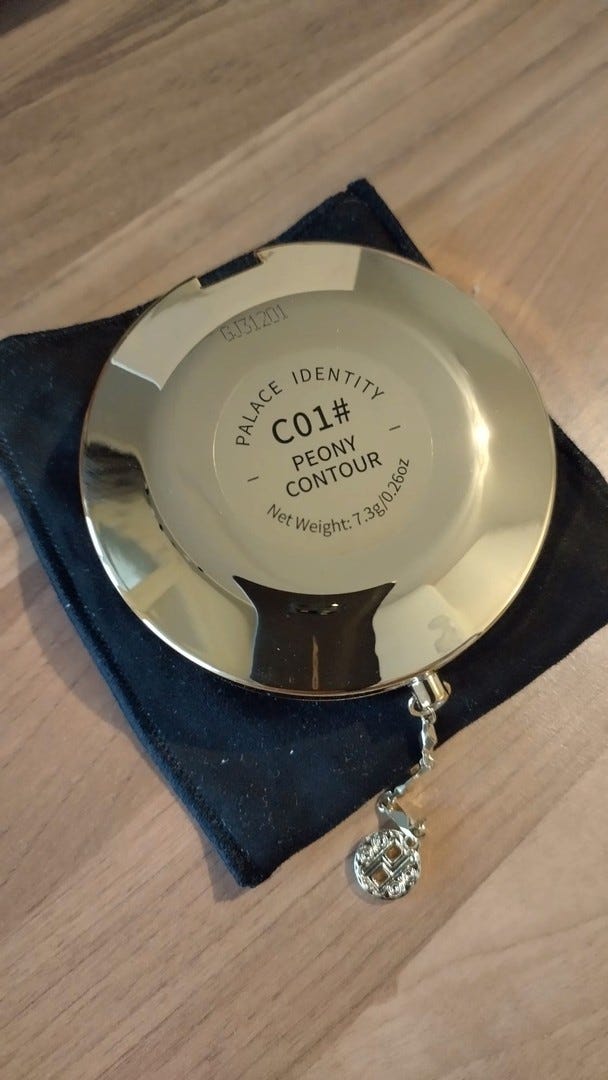 GJ31201
PALACE IDENTITY
C01#
PEONY
CONTOUR
Net Weight: 7.3g/0.26oz